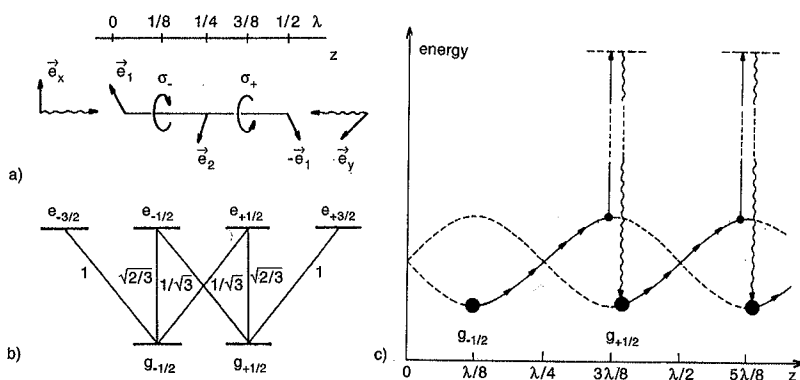 0 1/8 1/4 3/8 1/2 λ
z
e⃗x e⃗1 σ- σ+
e⃗2 -e⃗1 e⃗y
a)
e-3/2 e-1/2 e+1/2 e+3/2
1 √2/3 1/√3 1/√3 √2/3 1
b) g-1/2 g+1/2
energy
g-1/2 g+1/2
c)
0 λ/8 λ/4 3λ/8 λ/2 5λ/8 z